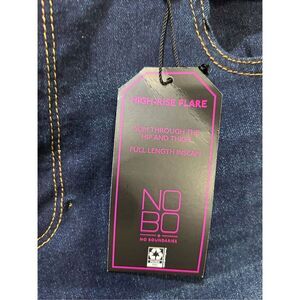 HIGH-RISE FLARE
SLIM THROUGH THE
HIP AND THIGH
FULL LENGTH INSEAM
NO
BO
NO BOUNDARIES